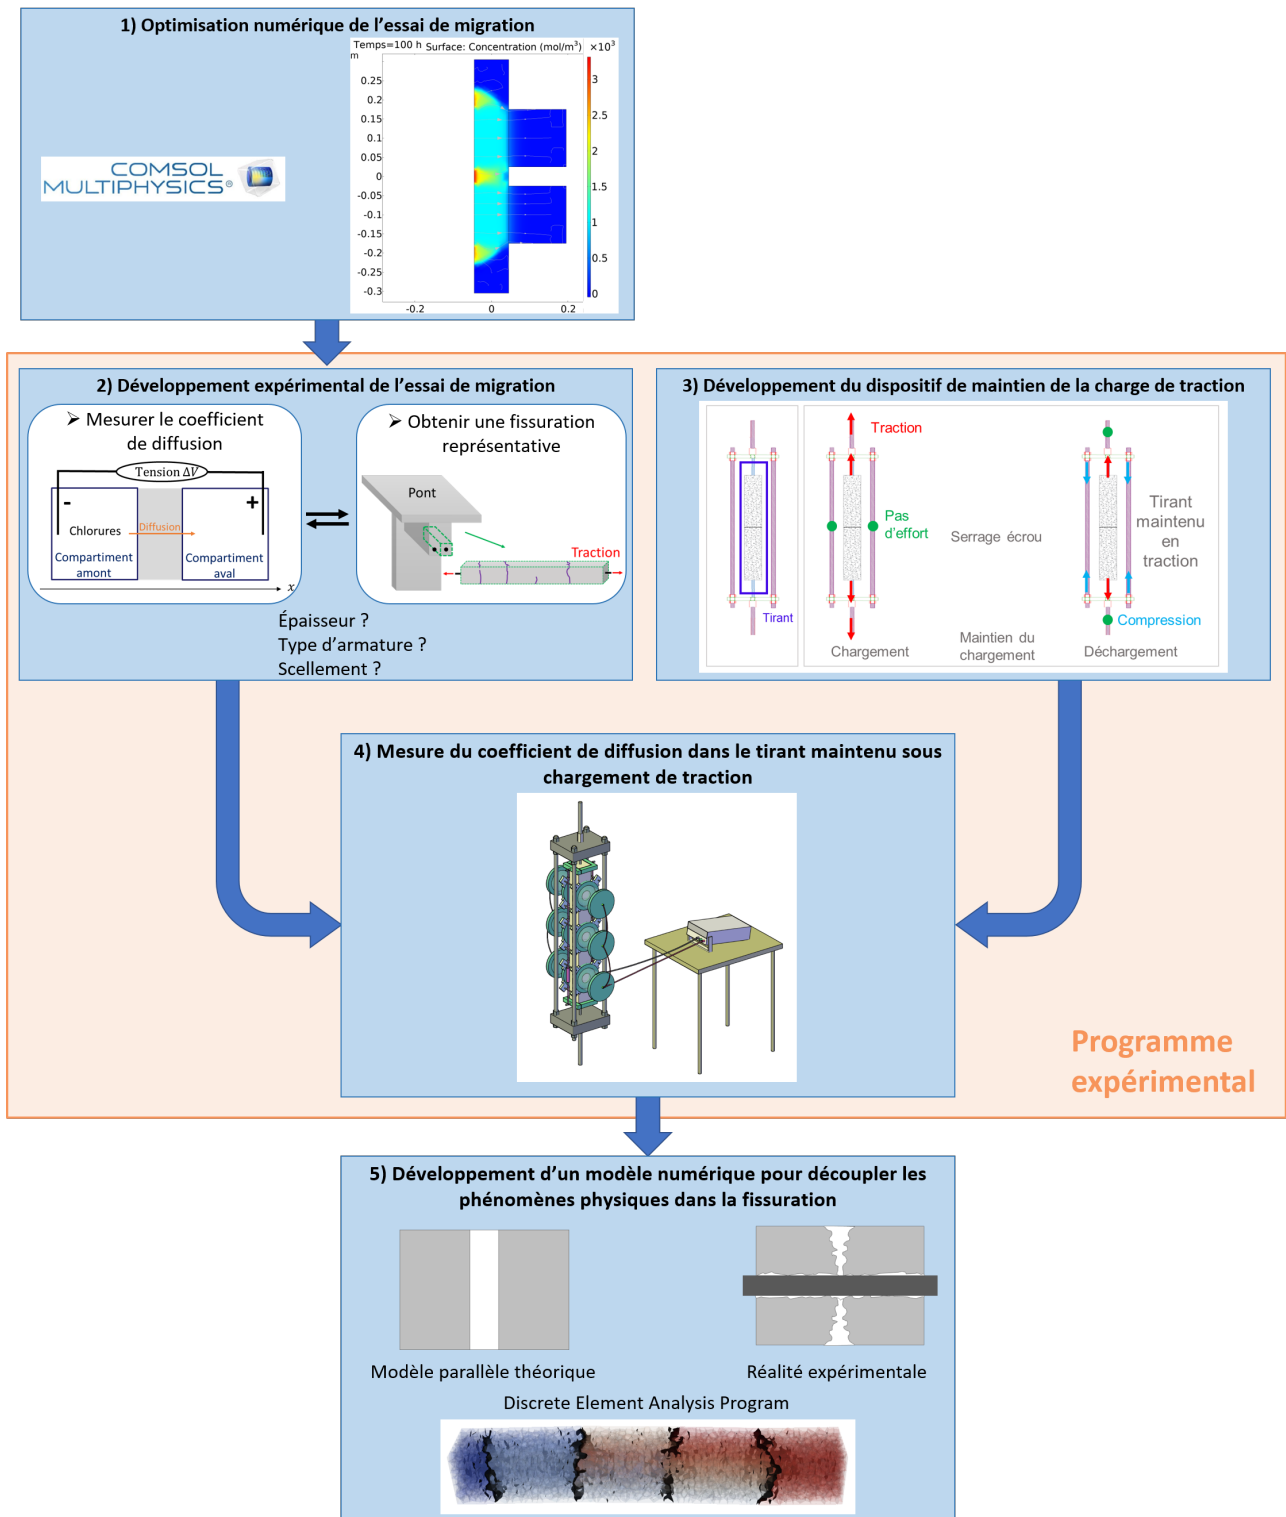 1) Optimisation numérique de l'essai de migration
Temps=100 h Surface: Concentration (mol/m³)
×10³
m
0.25
0.2
0.15
0.1
0.05
0
-0.05
-0.1
-0.15
-0.2
-0.25
-0.3
-0.2
0
0.2
3
2.5
2
1.5
1
0.5
0
COMSOL
MULTIPHYSICS®
2) Développement expérimental de l'essai de migration
➤ Mesurer le coefficient
de diffusion
Tension ΔV
-
+
Chlorures
Diffusion
Compartiment
amont
Compartiment
aval
x
➤ Obtenir une fissuration
représentative
Pont
Traction
Épaisseur ?
Type d'armature ?
Scellement ?
3) Développement du dispositif de maintien de la charge de traction
Tirant
Traction
Pas
d'effort
Chargement
Serrage écrou
Maintien du
chargement
Tirant
maintenu
en
traction
Compression
Déchargement
4) Mesure du coefficient de diffusion dans le tirant maintenu sous
chargement de traction
Programme
expérimental
5) Développement d'un modèle numérique pour découpler les
phénomènes physiques dans la fissuration
Modèle parallèle théorique
Réalité expérimentale
Discrete Element Analysis Program